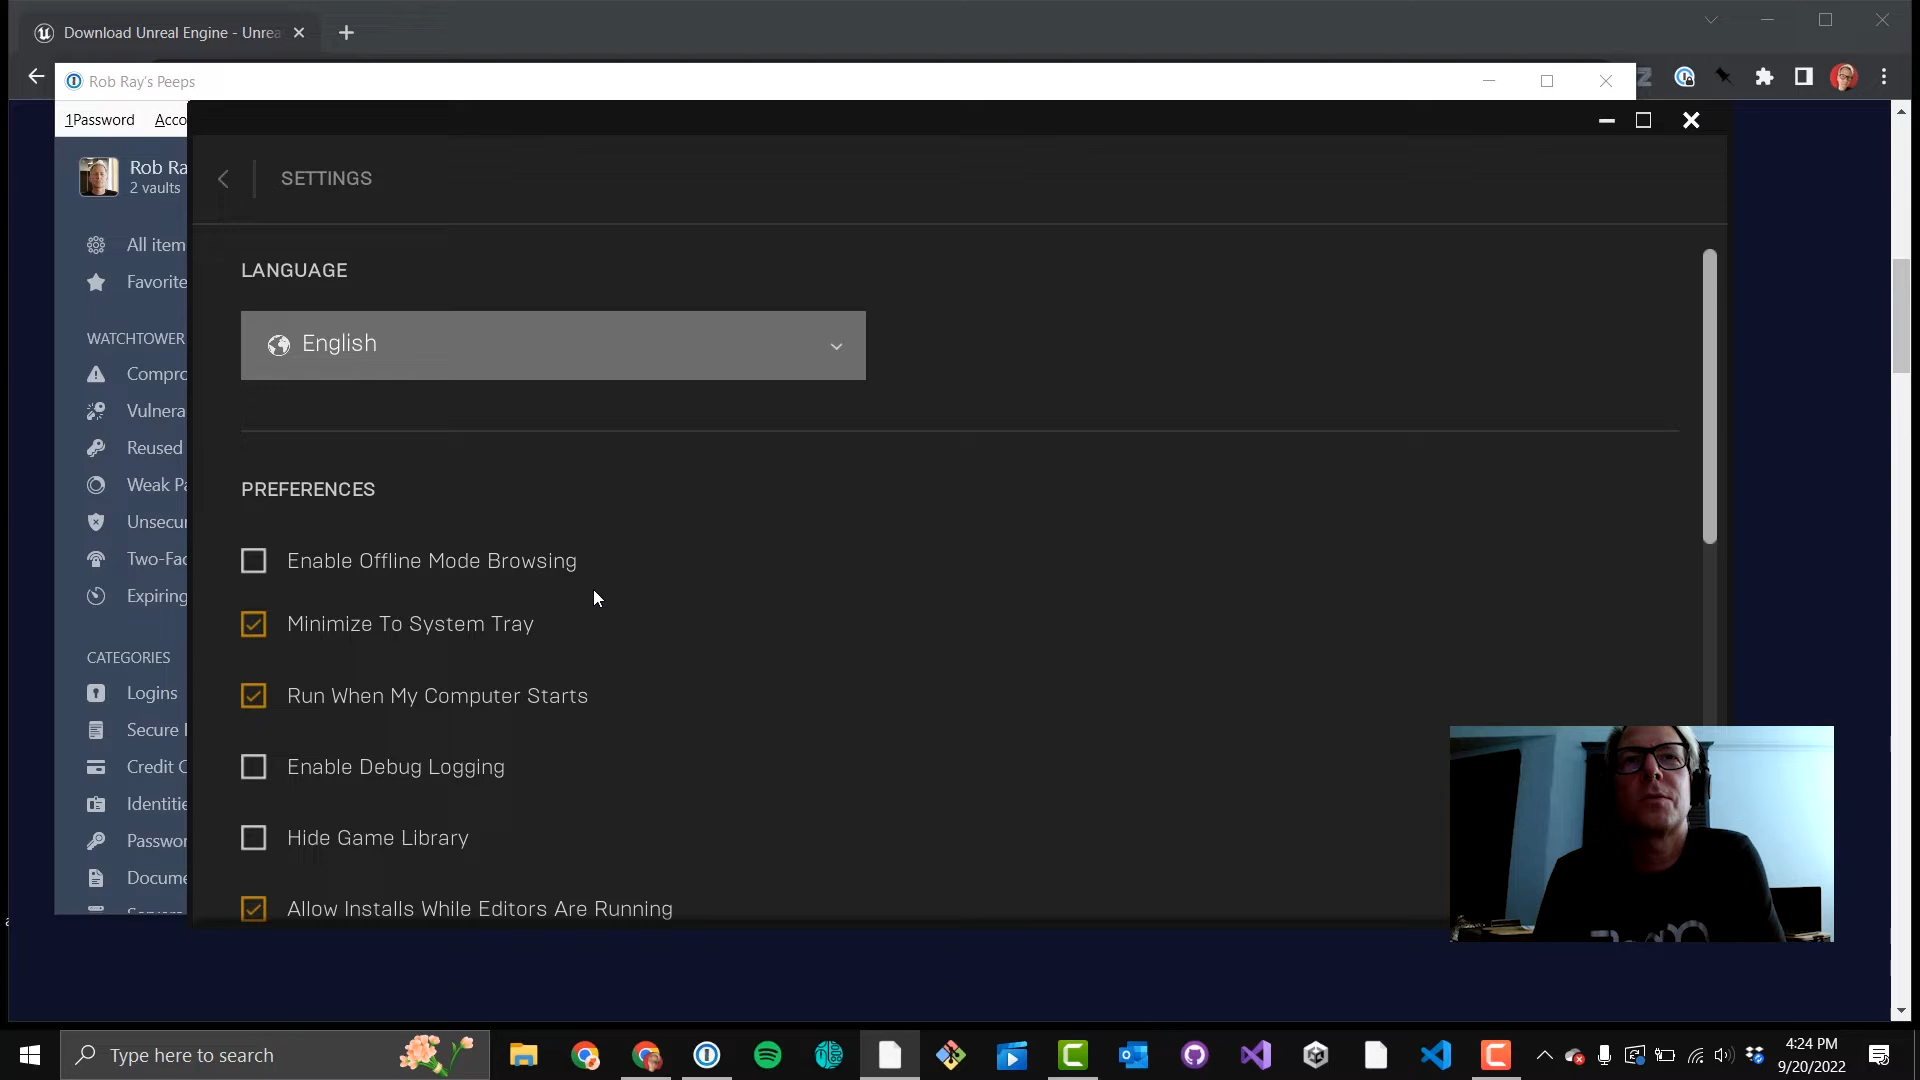 Download Unreal Engine - Unrea
Rob Ray's Peeps
1Password Acco
Rob Ra
2 vaults
All item
Favorite
WATCHTOWER
Compro
Vulnera
Reused
Weak Pa
Unsecur
Two-Fac
Expiring
CATEGORIES
Logins
Secure
Credit C
Identitie
Passwor
Docume
SETTINGS
LANGUAGE
English
PREFERENCES
Enable Offline Mode Browsing
Minimize To System Tray
Run When My Computer Starts
Enable Debug Logging
Hide Game Library
Allow Installs While Editors Are Running
Type here to search
4:24 PM
9/20/2022